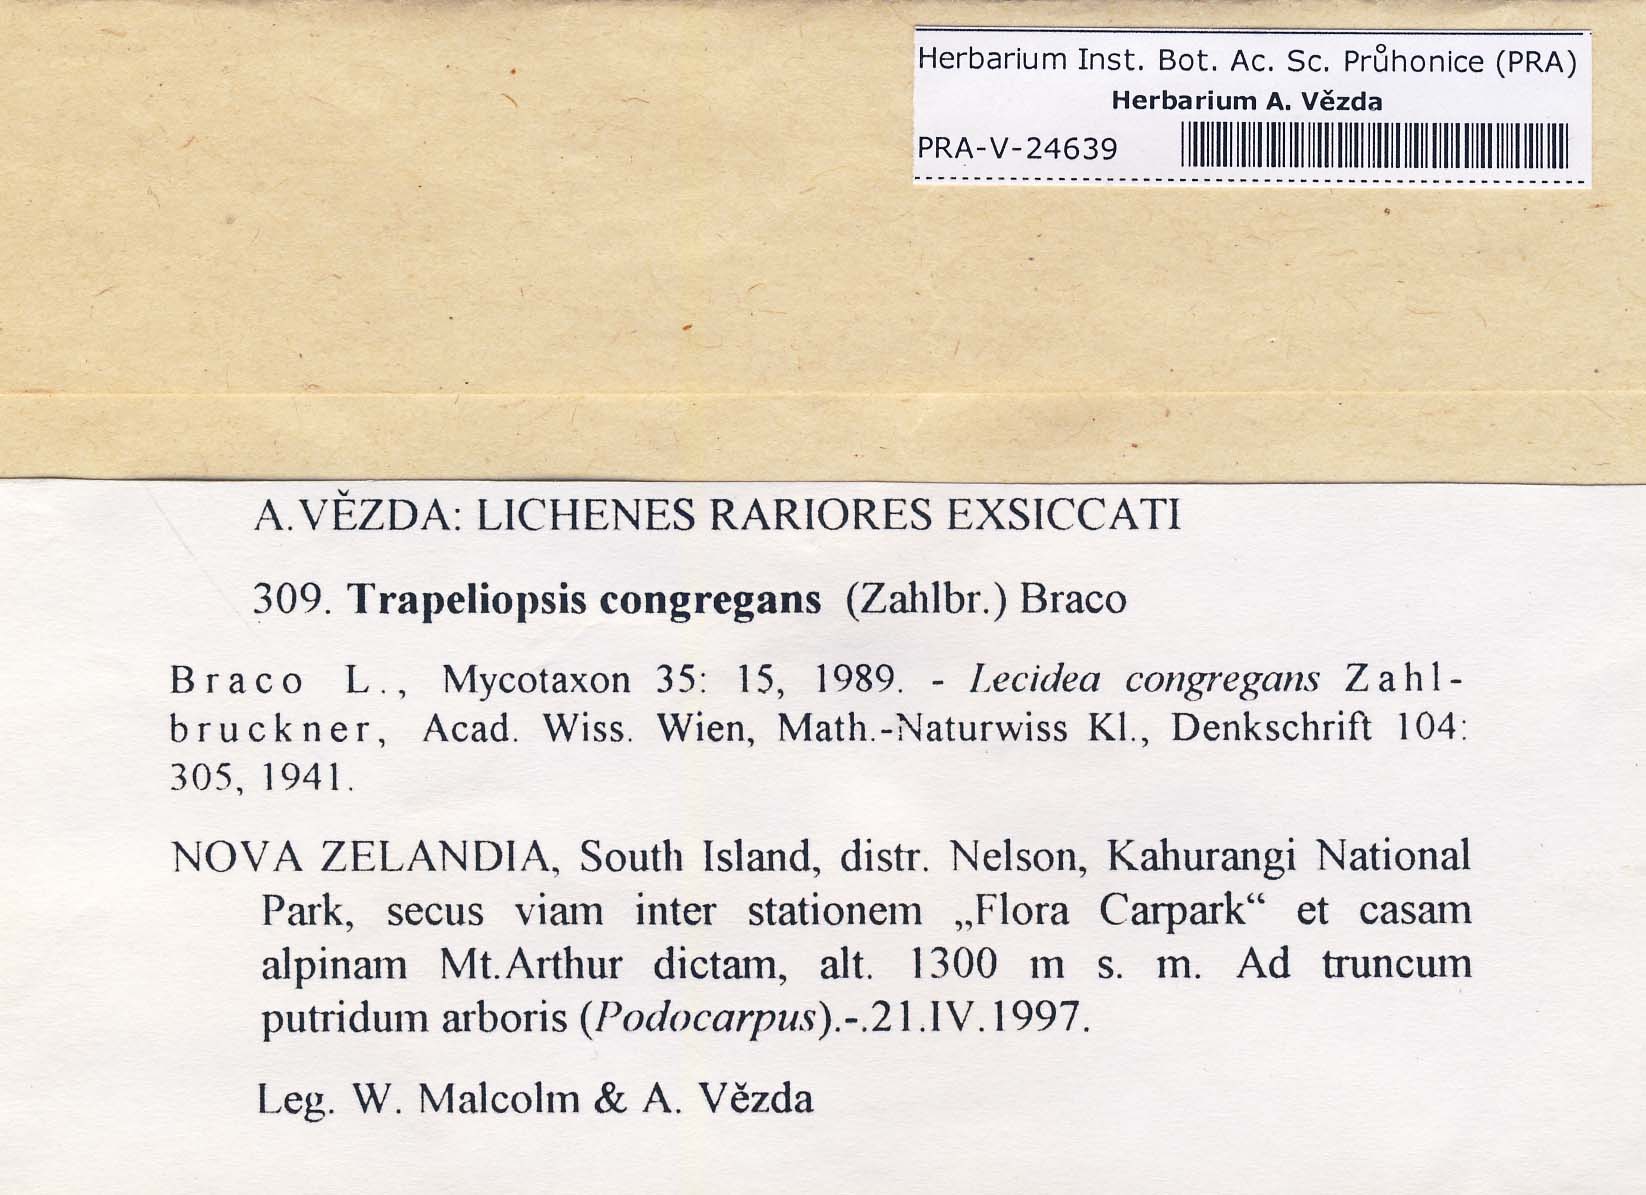 Herbarium Inst. Bot. Ac. Sc. Průhonice (PRA)
Herbarium A. Vězda
PRA-V-24639
A.VĚZDA: LICHENES RARIORES EXSICCATI
309. Trapeliopsis congregans (Zahlbr.) Braco
Braco L., Mycotaxon 35: 15, 1989. - Lecidea congregans Zahl-
bruckner, Acad. Wiss. Wien, Math.-Naturwiss Kl., Denkschrift 104:
305, 1941.
NOVA ZELANDIA, South Island, distr. Nelson, Kahurangi National
Park, secus viam inter stationem „Flora Carpark“ et casam
alpinam Mt.Arthur dictam, alt. 1300 m s. m. Ad truncum
putridum arboris (Podocarpus).-.21.IV.1997.
Leg. W. Malcolm & A. Vězda